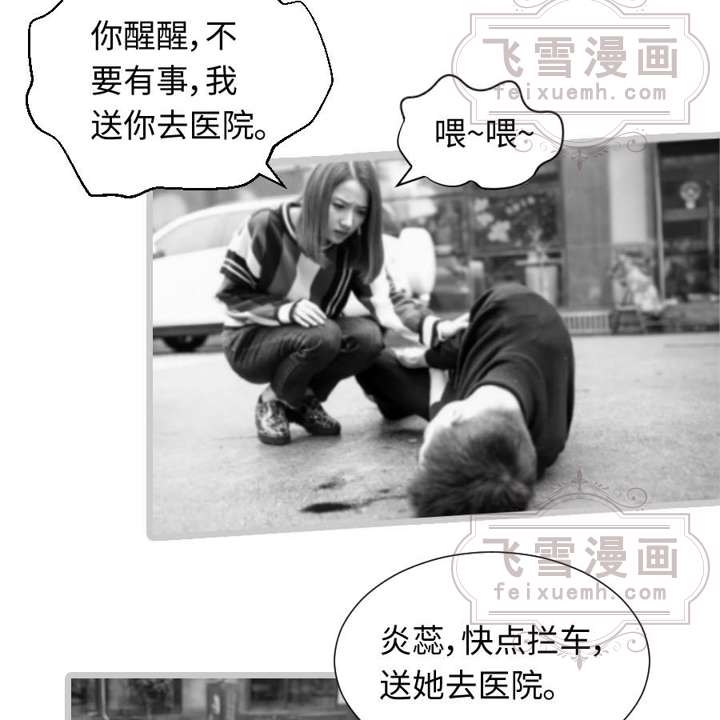 你醒醒，不
要有事，我
送你去医院。
飞雪漫画
feixuemh.com
喂~喂~
飞雪漫画
feixuemh.com
炎蕊，快点拦车，
送她去医院。